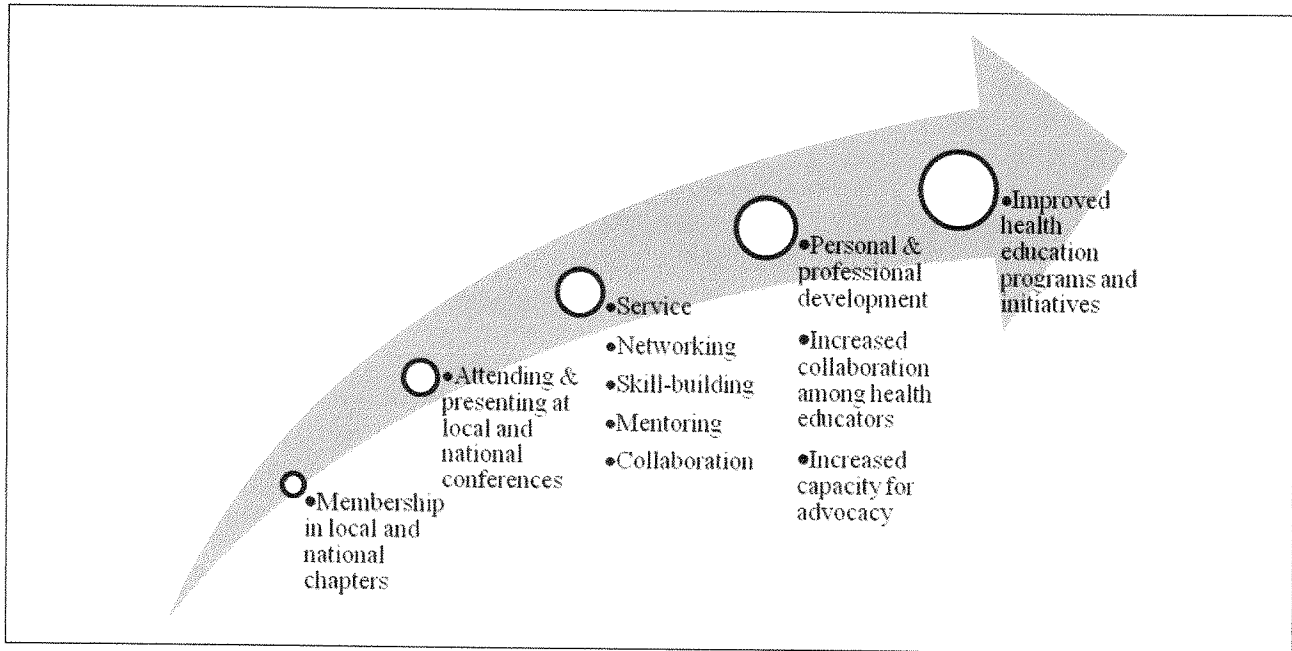 •Membership
in local and
national
chapters
•Attending &
presenting at
local and
national
conferences
•Service
•Networking
•Skill-building
•Mentoring
•Collaboration
•Personal &
professional
development
•Increased
collaboration
among health
educators
•Increased
capacity for
advocacy
•Improved
health
education
programs and
initiatives